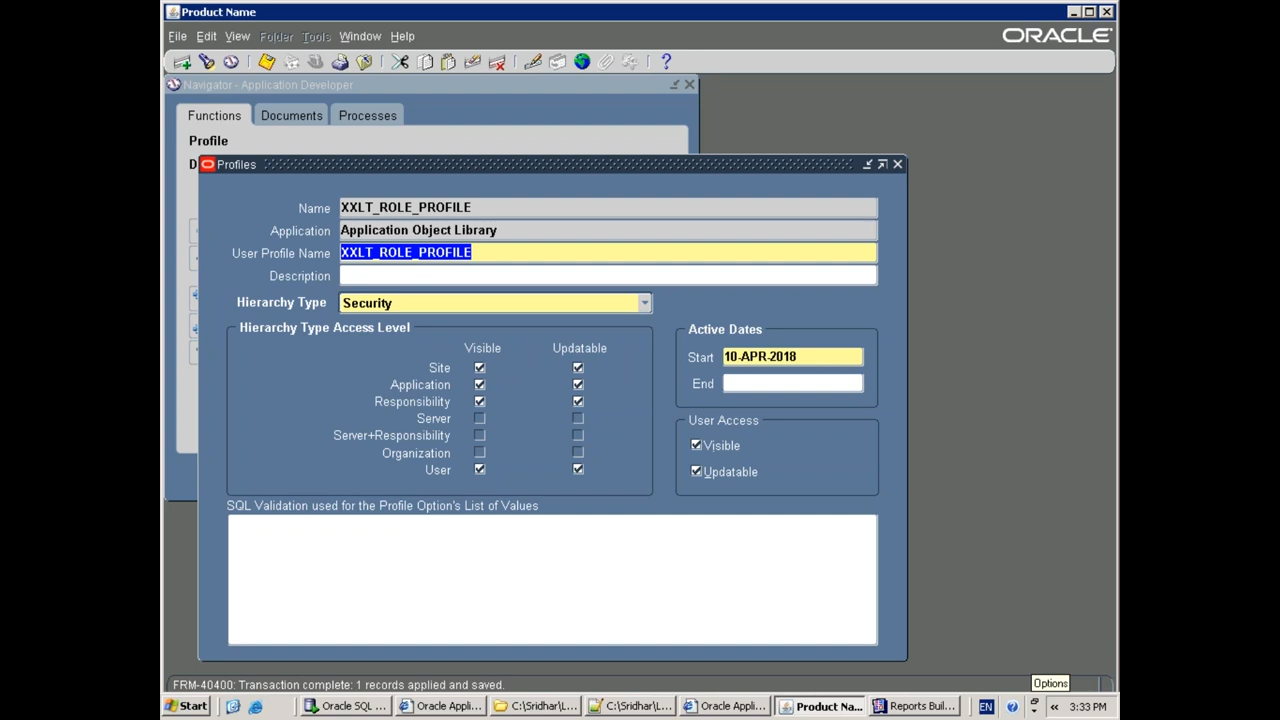 Product Name
File Edit View Folder Tools Window Help
ORACLE
Navigator - Application Developer
Functions Documents Processes
Profile
D
Profiles
Name XXLT_ROLE_PROFILE
Application Application Object Library
User Profile Name XXLT_ROLE_PROFILE
Description
Hierarchy Type Security
Hierarchy Type Access Level
Visible Updatable
Site
Application
Responsibility
Server
Server+Responsibility
Organization
User
Active Dates
Start 10-APR-2018
End
User Access
Visible
Updatable
SQL Validation used for the Profile Option's List of Values
FRM-40400: Transaction complete: 1 records applied and saved.
Options
Start Oracle SQL ... Oracle Appli... C:\Sridhar\L... C:\Sridhar\L... Oracle Appli... Product Na... Reports Buil... EN 3:33 PM